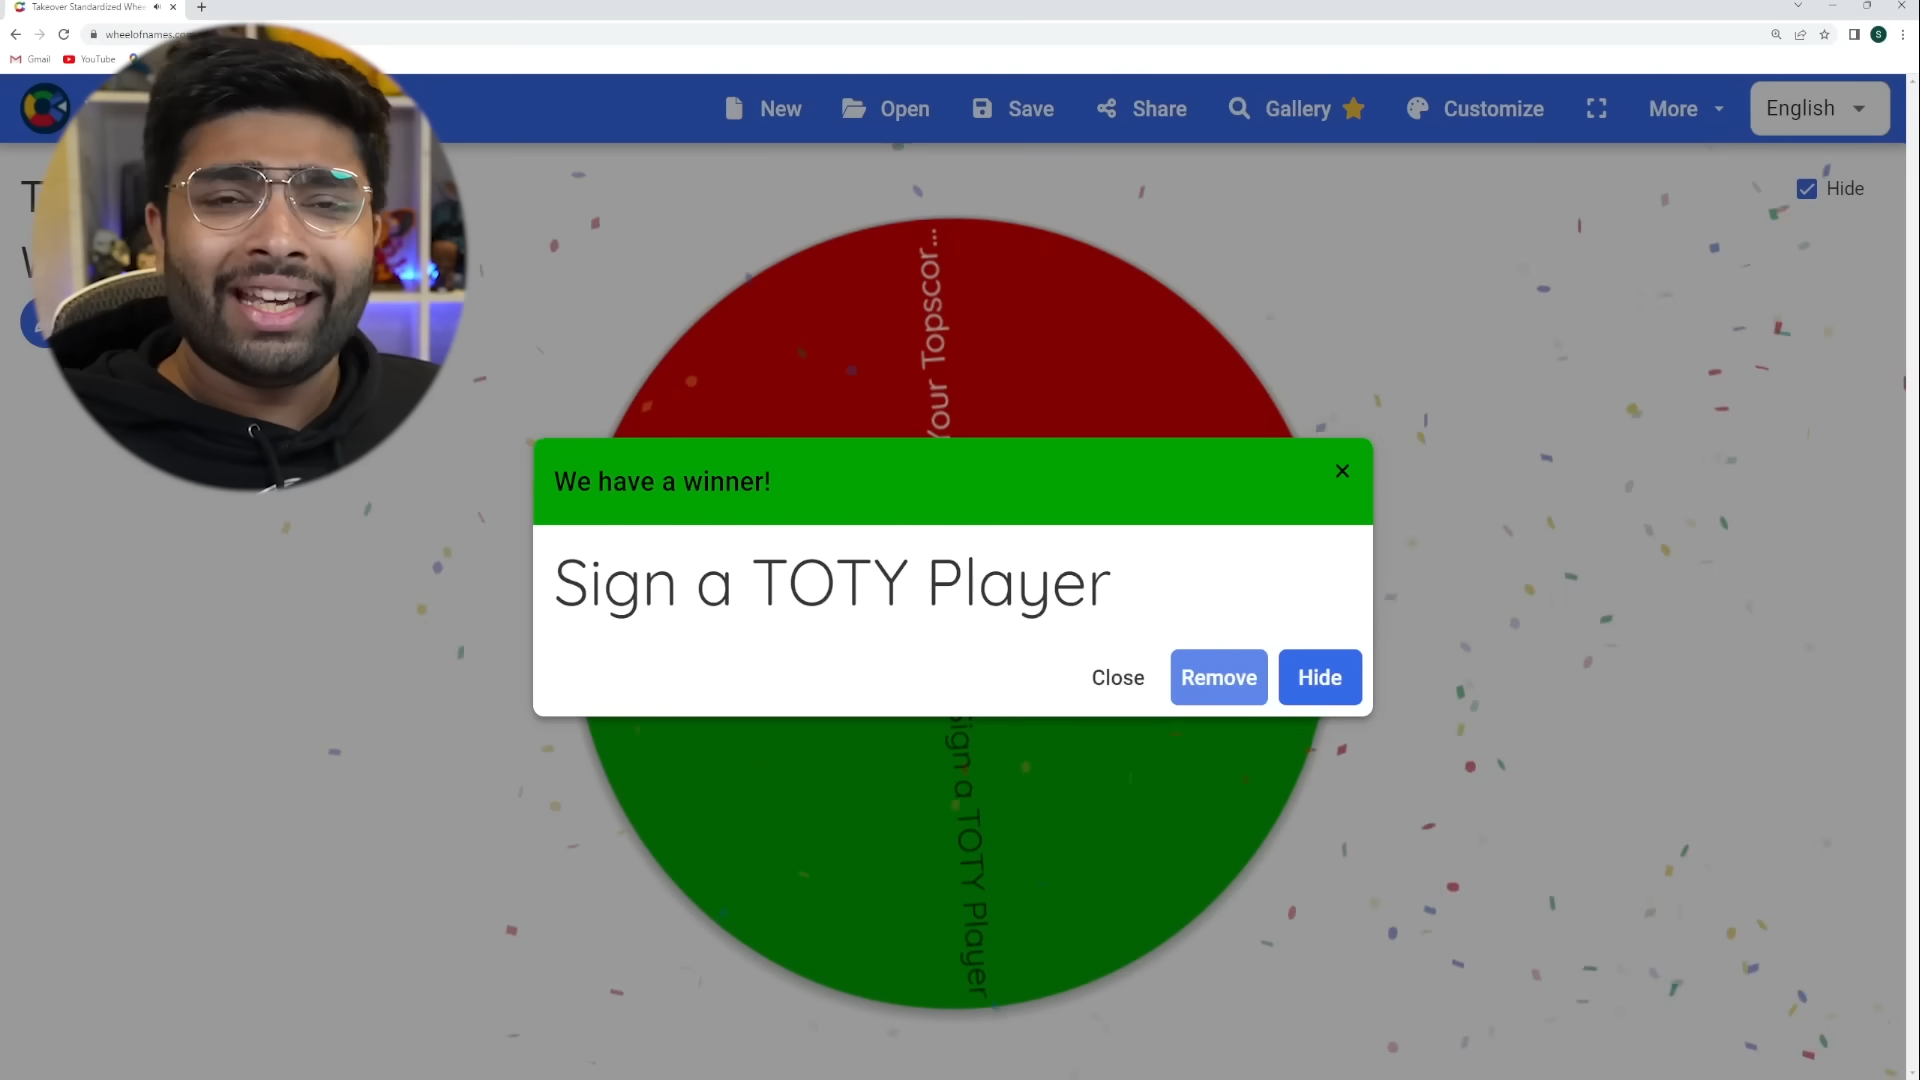 Takeover Standardized Whee
wheelofnames.co
Gmail
YouTube
S
New
Open
Save
Share
Gallery
Customize
More
English
T
W
Hide
Your Topscor...
We have a winner!
Sign a TOTY Player
Close
Remove
Hide
Sign a TOTY Player